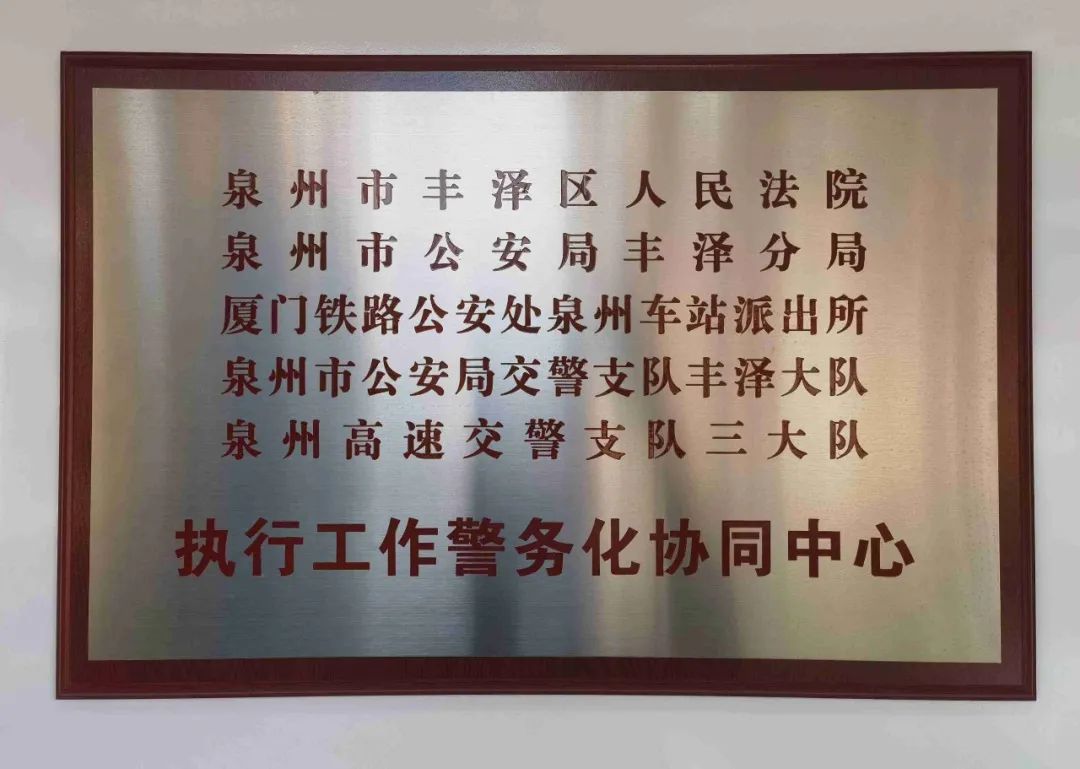 泉州市丰泽区人民法院
泉州市公安局丰泽分局
厦门铁路公安处泉州车站派出所
泉州市公安局交警支队丰泽大队
泉州高速交警支队三大队
执行工作警务化协同中心